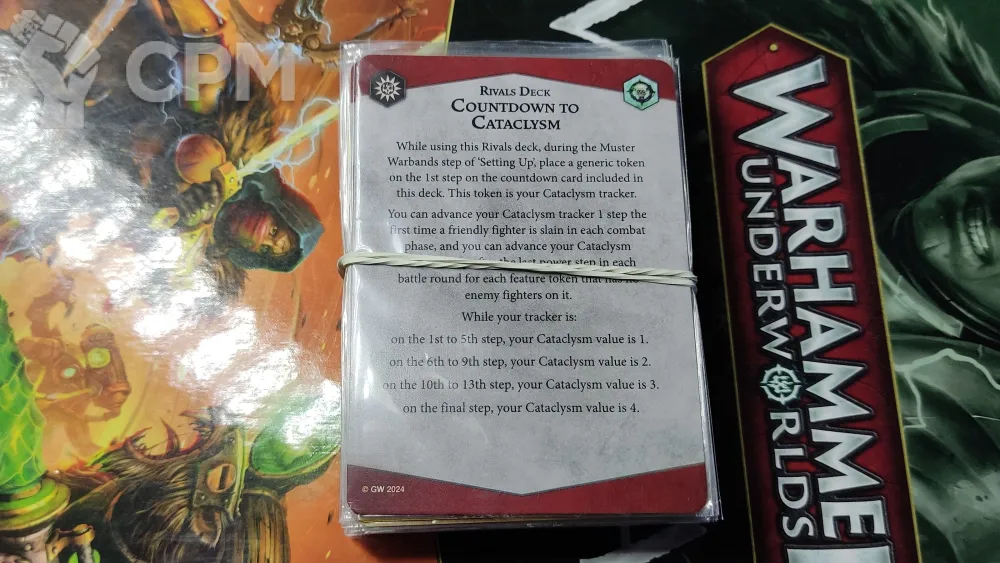 CPM
RIVALS DECK
COUNTDOWN TO
CATACLYSM
While using this Rivals deck, during the Muster
Warbands step of 'Setting Up', place a generic token
on the 1st step on the countdown card included in
this deck. This token is your Cataclysm tracker.
You can advance your Cataclysm tracker 1 step the
first time a friendly fighter is slain in each combat
phase, and you can advance your Cataclysm
the last power step in each
battle round for each feature token that has no
enemy fighters on it.
While your tracker is:
on the 1st to 5th step, your Cataclysm value is 1.
on the 6th to 9th step, your Cataclysm value is 2.
on the 10th to 13th step, your Cataclysm value is 3.
on the final step, your Cataclysm value is 4.
© GW 2024
WARHAMME
UNDERWORLDS